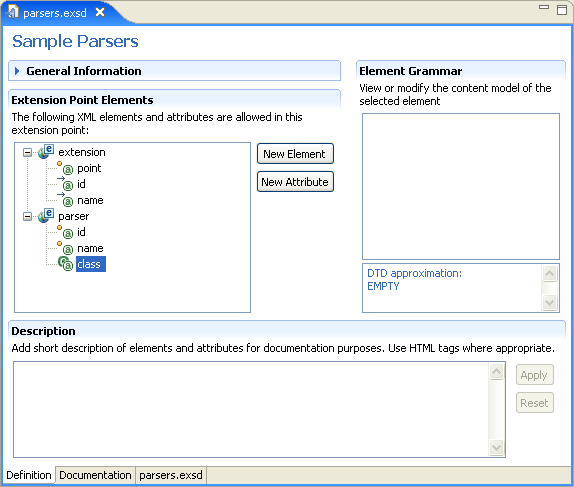 parsers.exsd
Sample Parsers
General Information
Extension Point Elements
The following XML elements and attributes are allowed in this
extension point:
extension
point
id
name
parser
id
name
class
New Element
New Attribute
Element Grammar
View or modify the content model of the
selected element
DTD approximation:
EMPTY
Description
Add short description of elements and attributes for documentation purposes. Use HTML tags where appropriate.
Apply
Reset
Definition Documentation parsers.exsd